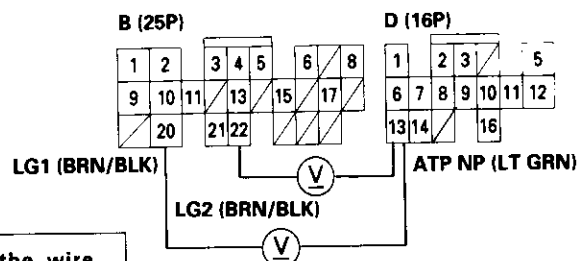 B (25P) D (16P)
1 2 3 4 5 6 8 1 2 3 5
9 10 11 13 15 17 6 7 8 9 10 11 12
20 21 22 13 14 16
LG1 (BRN/BLK) V ATP NP (LT GRN)
LG2 (BRN/BLK)
V
the wire